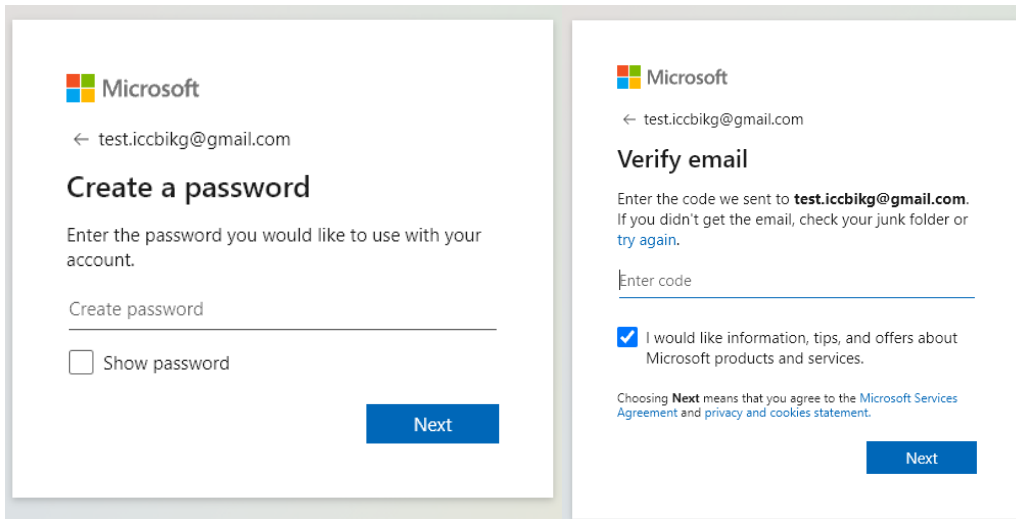 Microsoft
← test.iccbikg@gmail.com
Create a password
Enter the password you would like to use with your
account.
Create password
Show password
Next
Microsoft
← test.iccbikg@gmail.com
Verify email
Enter the code we sent to test.iccbikg@gmail.com.
If you didn't get the email, check your junk folder or
try again.
Enter code
I would like information, tips, and offers about
Microsoft products and services.
Choosing Next means that you agree to the Microsoft Services
Agreement and privacy and cookies statement.
Next